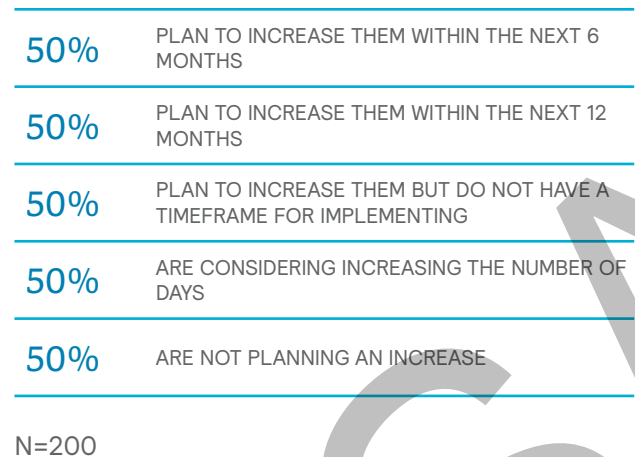 50%
PLAN TO INCREASE THEM WITHIN THE NEXT 6
MONTHS
50%
PLAN TO INCREASE THEM WITHIN THE NEXT 12
MONTHS
50%
PLAN TO INCREASE THEM BUT DO NOT HAVE A
TIMEFRAME FOR IMPLEMENTING
50%
ARE CONSIDERING INCREASING THE NUMBER OF
DAYS
50%
ARE NOT PLANNING AN INCREASE
N=200